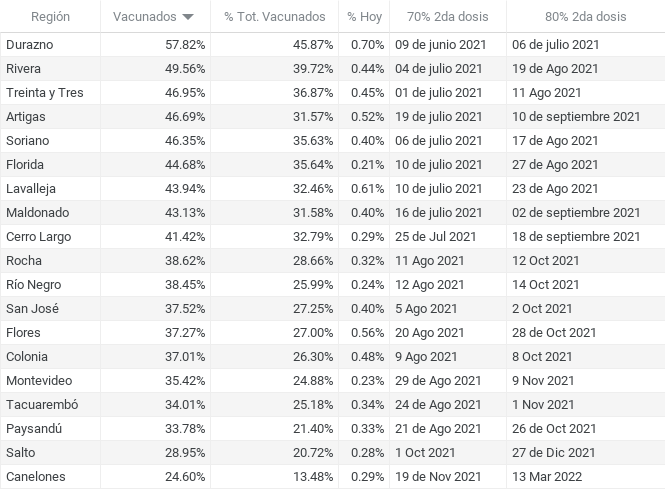 Región Vacunados % Tot. Vacunados % Hoy 70% 2da dosis 80% 2da dosis
Durazno 57.82% 45.87% 0.70% 09 de junio 2021 06 de julio 2021
Rivera 49.56% 39.72% 0.44% 04 de julio 2021 19 de Ago 2021
Treinta y Tres 46.95% 36.87% 0.45% 01 de julio 2021 11 Ago 2021
Artigas 46.69% 31.57% 0.52% 19 de julio 2021 10 de septiembre 2021
Soriano 46.35% 35.63% 0.40% 06 de julio 2021 17 de Ago 2021
Florida 44.68% 35.64% 0.21% 10 de julio 2021 27 de Ago 2021
Lavalleja 43.94% 32.46% 0.61% 10 de julio 2021 23 de Ago 2021
Maldonado 43.13% 31.58% 0.40% 16 de julio 2021 02 de septiembre 2021
Cerro Largo 41.42% 32.79% 0.29% 25 de Jul 2021 18 de septiembre 2021
Rocha 38.62% 28.66% 0.32% 11 Ago 2021 12 Oct 2021
Río Negro 38.45% 25.99% 0.24% 12 Ago 2021 14 Oct 2021
San José 37.52% 27.25% 0.40% 5 Ago 2021 2 Oct 2021
Flores 37.27% 27.00% 0.56% 20 Ago 2021 28 de Oct 2021
Colonia 37.01% 26.30% 0.48% 9 Ago 2021 8 Oct 2021
Montevideo 35.42% 24.88% 0.23% 29 de Ago 2021 9 Nov 2021
Tacuarembó 34.01% 25.18% 0.34% 24 de Ago 2021 1 Nov 2021
Paysandú 33.78% 21.40% 0.33% 21 de Ago 2021 26 de Oct 2021
Salto 28.95% 20.72% 0.28% 1 Oct 2021 27 de Dic 2021
Canelones 24.60% 13.48% 0.29% 19 de Nov 2021 13 Mar 2022